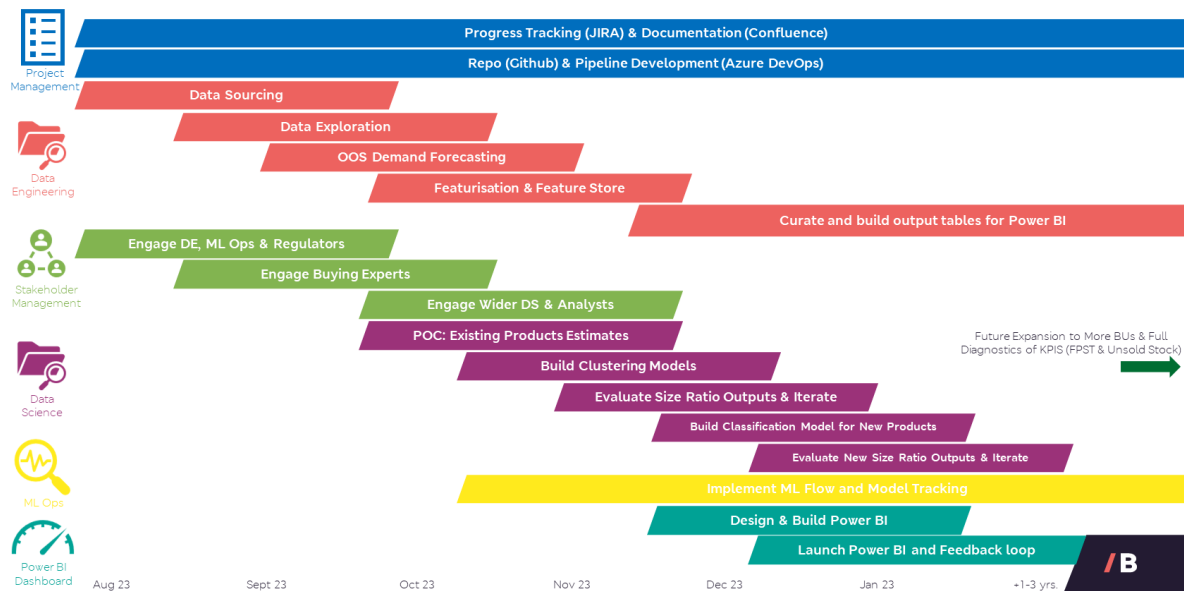 Progress Tracking (JIRA) & Documentation (Confluence)
Repo (Github) & Pipeline Development (Azure DevOps)
Project
Management
Data Sourcing
Data Exploration
OOS Demand Forecasting
Data
Engineering
Featurisation & Feature Store
Curate and build output tables for Power BI
Engage DE, ML Ops & Regulators
Engage Buying Experts
Stakeholder
Management
Engage Wider DS & Analysts
POC: Existing Products Estimates
Future Expansion to More BUs & Full
Diagnostics of KPIS (FPST & Unsold Stock)
Build Clustering Models
Data
Science
Evaluate Size Ratio Outputs & Iterate
Build Classification Model for New Products
Evaluate New Size Ratio Outputs & Iterate
ML Ops
Implement ML Flow and Model Tracking
Design & Build Power BI
Launch Power BI and Feedback loop
Power BI
Dashboard
/B
Aug 23 Sept 23 Oct 23 Nov 23 Dec 23 Jan 23 +1-3 yrs.